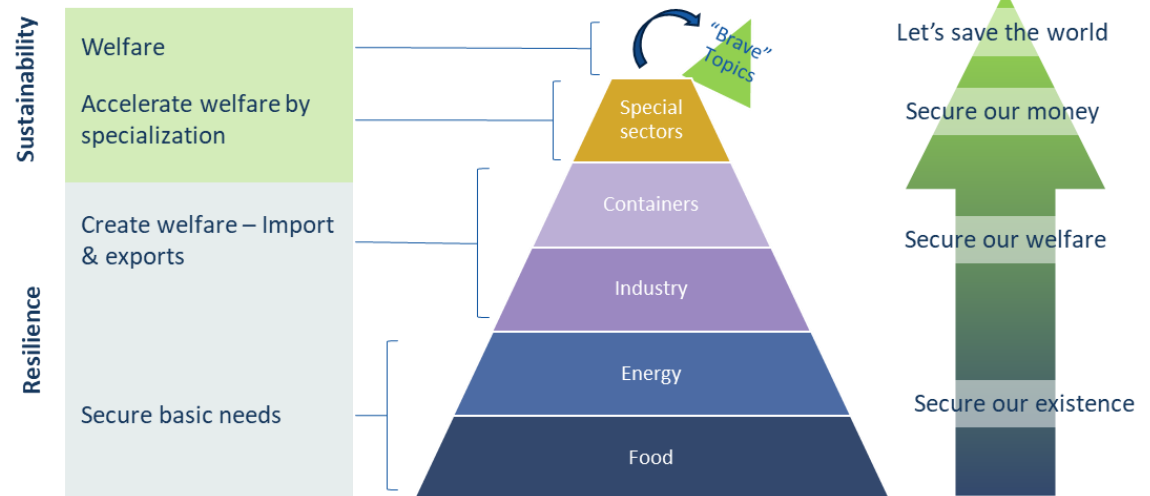 Sustainability
Resilience
Welfare
Accelerate welfare by
specialization
Create welfare – Import
& exports
Secure basic needs
“Brave”
Topics
Special
sectors
Containers
Industry
Energy
Food
Let’s save the world
Secure our money
Secure our welfare
Secure our existence